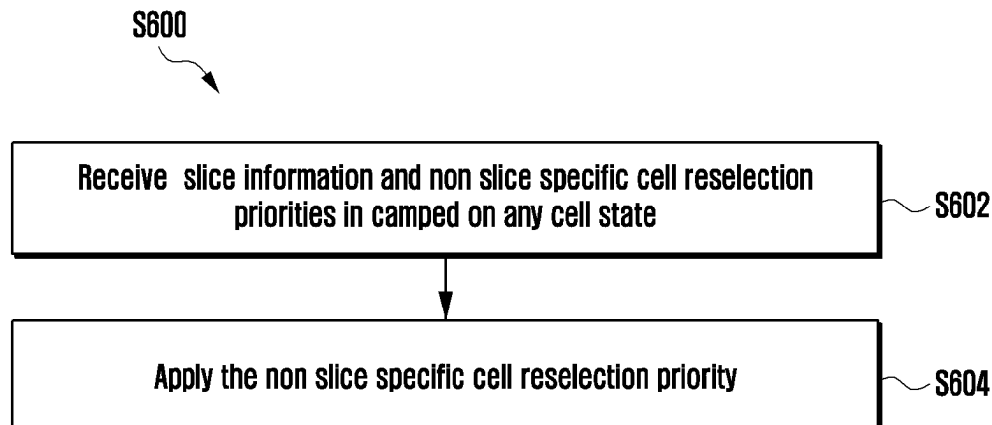 S600
Receive slice information and non slice specific cell reselection
priorities in camped on any cell state
S602
Apply the non slice specific cell reselection priority
S604